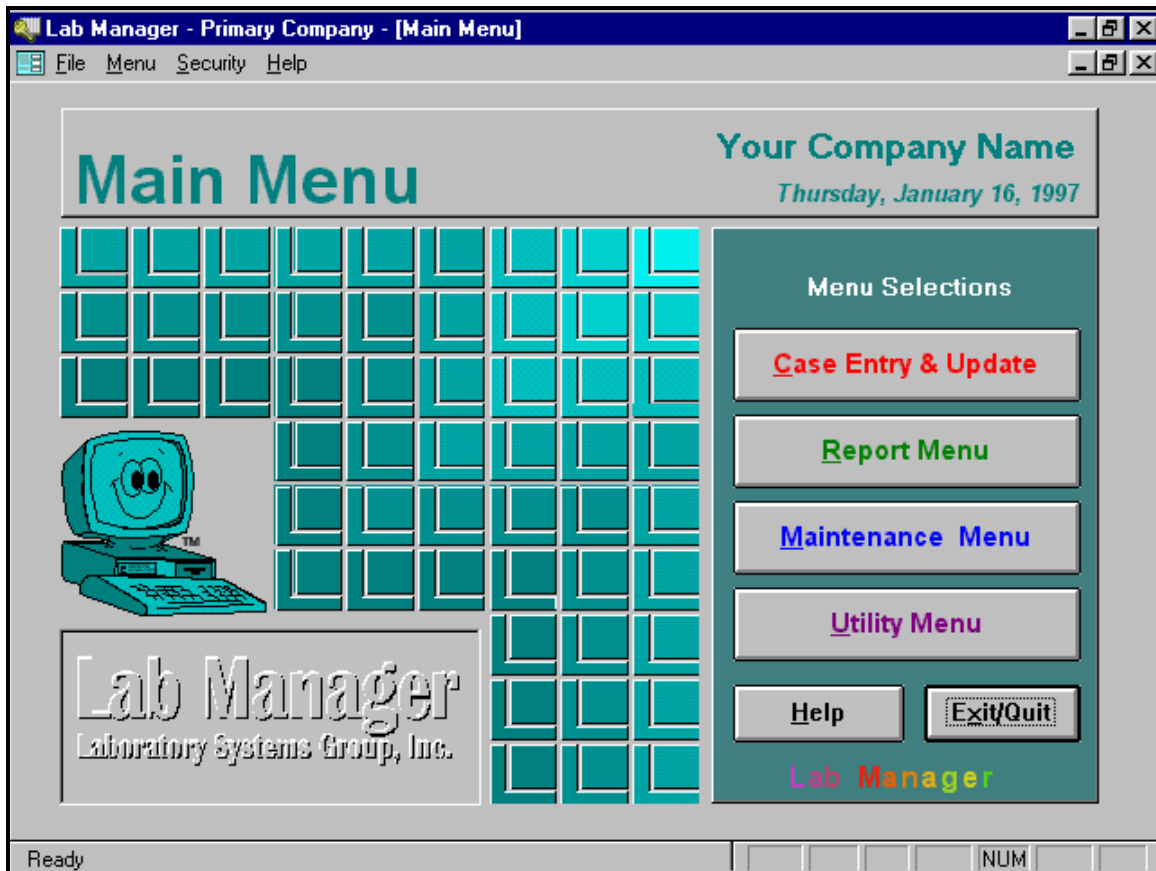 Lab Manager - Primary Company - [Main Menu]
File Menu Security Help
Main Menu
Your Company Name
Thursday, January 16, 1997
Menu Selections
Case Entry & Update
Report Menu
Maintenance Menu
Utility Menu
Help
Exit/Quit
Lab Manager
TM
Lab Manager
Laboratory Systems Group, Inc.
Ready
NUM